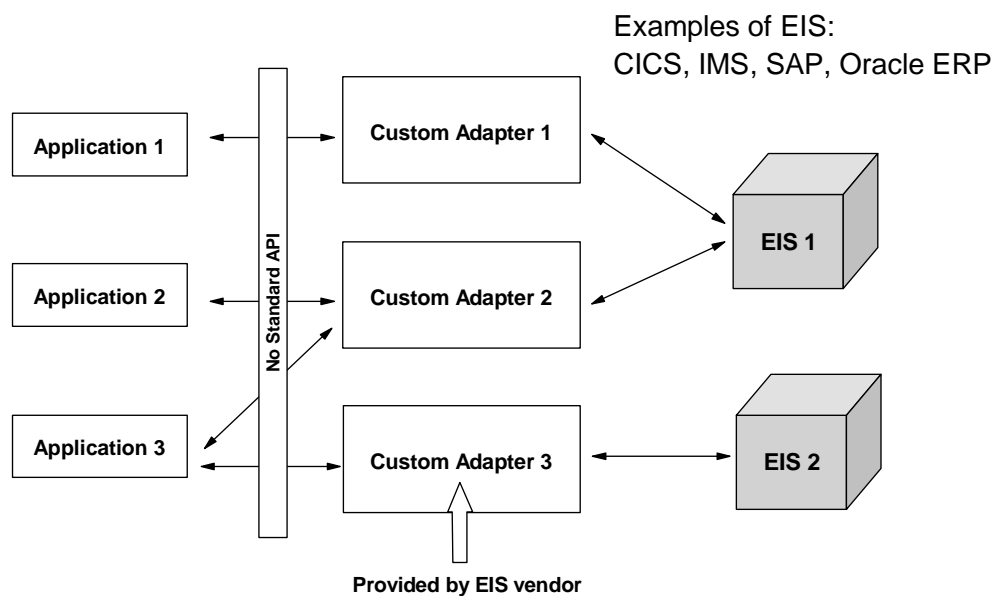 Examples of EIS:
CICS, IMS, SAP, Oracle ERP
Application 1
Custom Adapter 1
EIS 1
No Standard API
Application 2
Custom Adapter 2
Application 3
Custom Adapter 3
EIS 2
Provided by EIS vendor